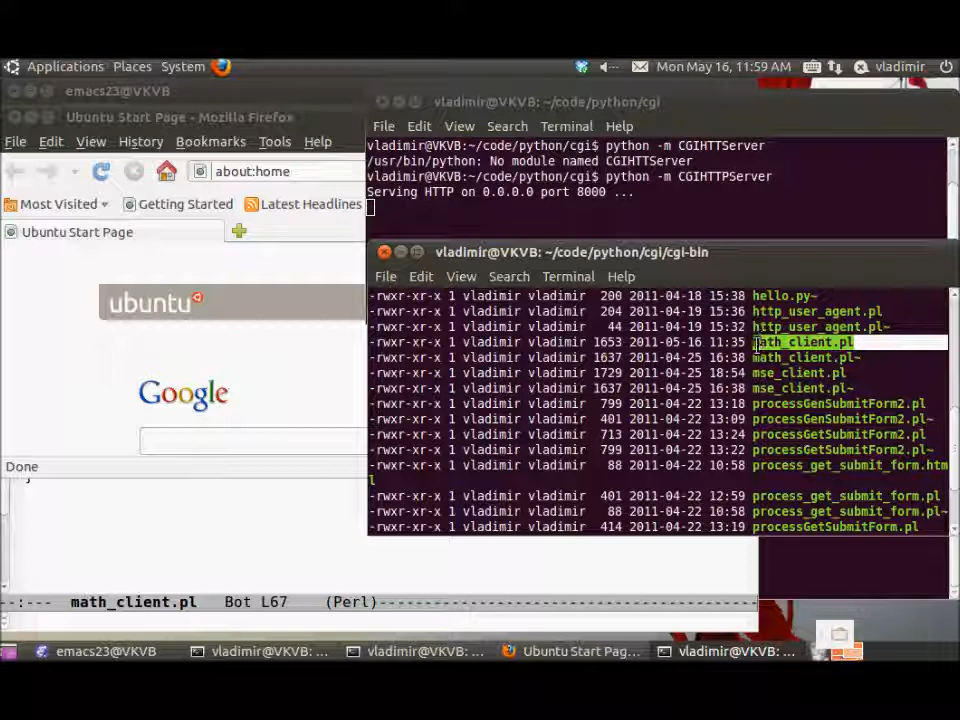 Applications Places System
Mon May 16, 11:59 AM
vladimir
emacs23@VKVB
Ubuntu Start Page - Mozilla Firefox
File Edit View History Bookmarks Tools Help
about:home
Most Visited
Getting Started
Latest Headlines
Ubuntu Start Page
ubuntu
Google
Done
vladimir@VKVB: ~/code/python/cgi
File Edit View Search Terminal Help
vladimir@VKVB:~/code/python/cgi$ python -m CGIHTTServer
/usr/bin/python: No module named CGIHTTServer
vladimir@VKVB:~/code/python/cgi$ python -m CGIHTTPServer
Serving HTTP on 0.0.0.0 port 8000 ...
vladimir@VKVB: ~/code/python/cgi/cgi-bin
File Edit View Search Terminal Help
-rwxr-xr-x 1 vladimir vladimir 200 2011-04-18 15:38 hello.py~
-rwxr-xr-x 1 vladimir vladimir 204 2011-04-19 15:36 http_user_agent.pl
-rwxr-xr-x 1 vladimir vladimir 44 2011-04-19 15:32 http_user_agent.pl~
-rwxr-xr-x 1 vladimir vladimir 1653 2011-05-16 11:35 math_client.pl
-rwxr-xr-x 1 vladimir vladimir 1637 2011-04-25 16:38 math_client.pl~
-rwxr-xr-x 1 vladimir vladimir 1729 2011-04-25 18:54 mse_client.pl
-rwxr-xr-x 1 vladimir vladimir 1637 2011-04-25 16:38 mse_client.pl~
-rwxr-xr-x 1 vladimir vladimir 799 2011-04-22 13:18 processGenSubmitForm2.pl
-rwxr-xr-x 1 vladimir vladimir 401 2011-04-22 13:09 processGenSubmitForm2.pl~
-rwxr-xr-x 1 vladimir vladimir 713 2011-04-22 13:24 processGetSubmitForm2.pl
-rwxr-xr-x 1 vladimir vladimir 799 2011-04-22 13:22 processGetSubmitForm2.pl~
-rwxr-xr-x 1 vladimir vladimir 88 2011-04-22 10:58 process_get_submit_form.htm
l
-rwxr-xr-x 1 vladimir vladimir 401 2011-04-22 12:59 process_get_submit_form.pl
-rwxr-xr-x 1 vladimir vladimir 88 2011-04-22 10:58 process_get_submit_form.pl~
-rwxr-xr-x 1 vladimir vladimir 414 2011-04-22 13:19 processGetSubmitForm.pl
--:--- math_client.pl Bot L67 (Perl)
emacs23@VKVB
vladimir@VKVB: ...
vladimir@VKVB: ...
Ubuntu Start Pag...
vladimir@VKVB: ...